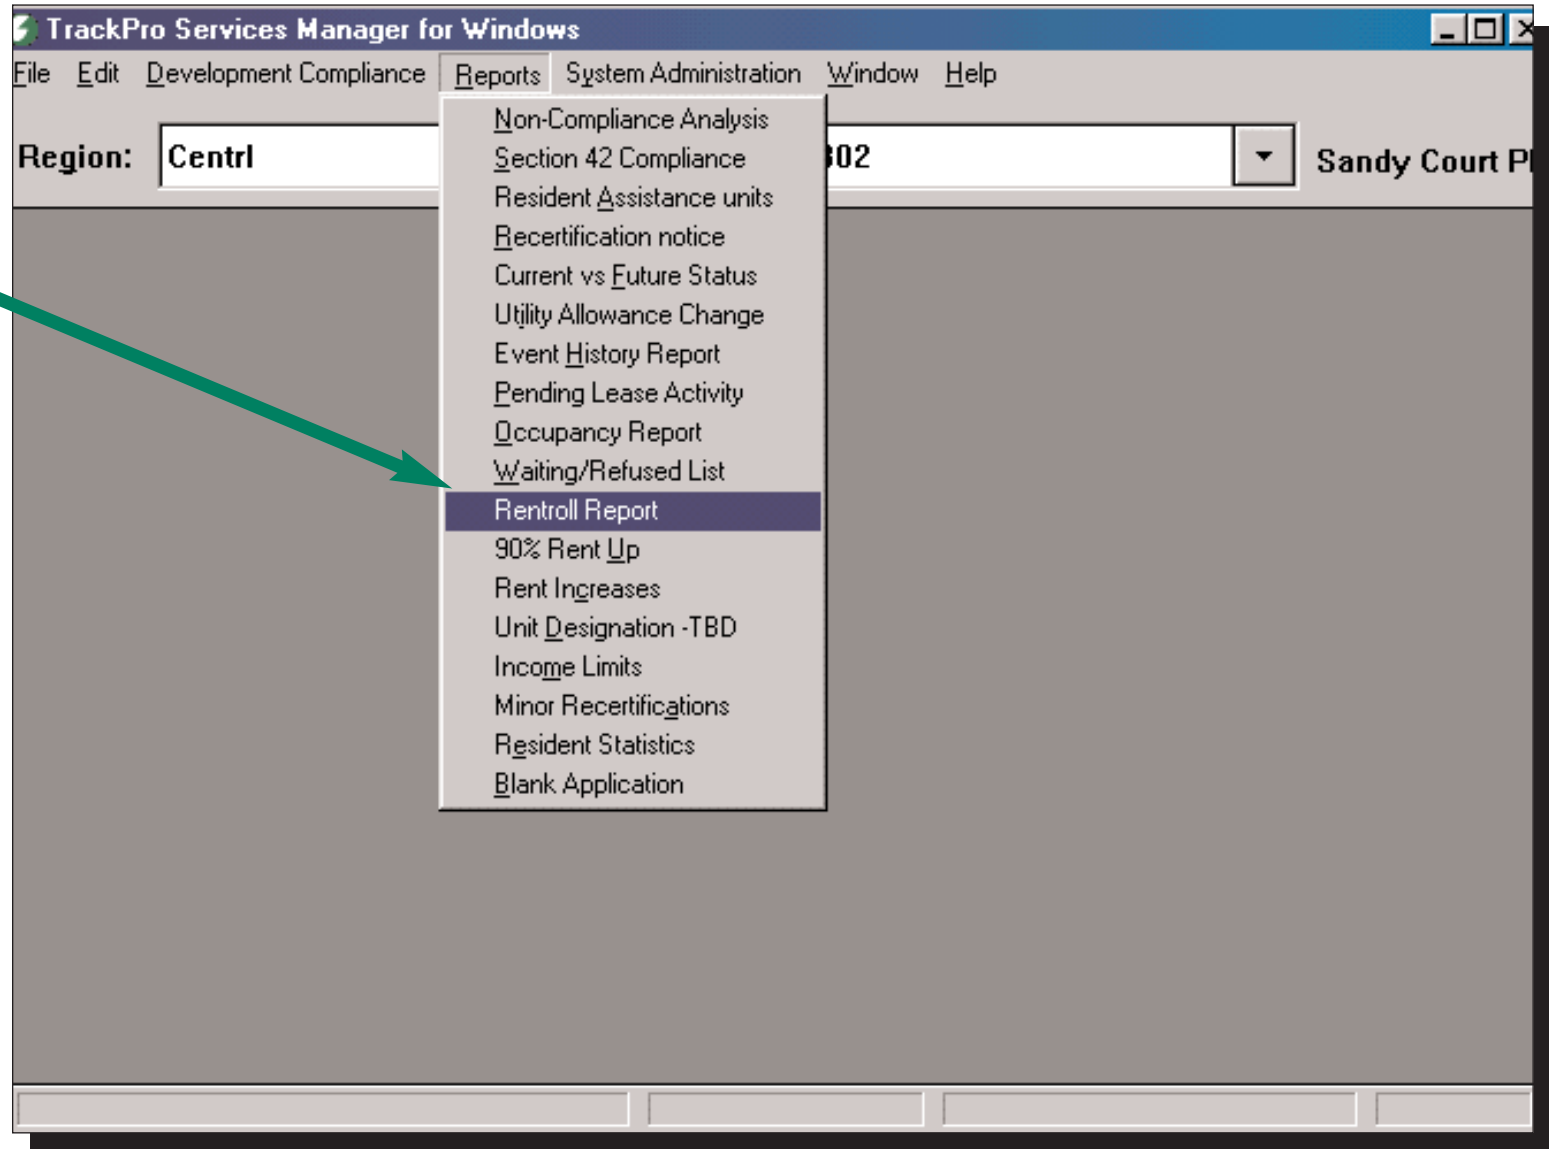 TrackPro Services Manager for Windows
File Edit Development Compliance Reports System Administration Window Help
Region: Centrl 302 Sandy Court Pl
Non-Compliance Analysis
Section 42 Compliance
Resident Assistance units
Recertification notice
Current vs Future Status
Utility Allowance Change
Event History Report
Pending Lease Activity
Occupancy Report
Waiting/Refused List
Rentroll Report
90% Rent Up
Rent Increases
Unit Designation -TBD
Income Limits
Minor Recertifications
Resident Statistics
Blank Application